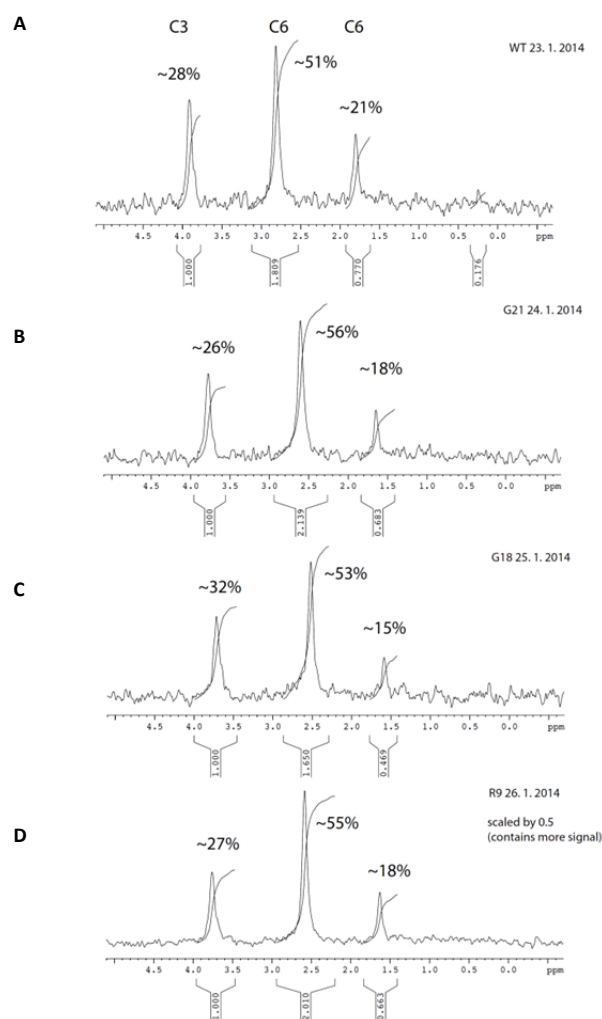 A
C3 C6 C6
WT 23. 1. 2014
~28% ~51% ~21%
4.5 4.0 3.5 3.0 2.5 2.0 1.5 1.0 0.5 0.0 ppm
1.000 1.809 0.770 0.176
B
G21 24. 1. 2014
~26% ~56% ~18%
4.5 4.0 3.5 3.0 2.5 2.0 1.5 1.0 0.5 0.0 ppm
1.000 2.139 0.683
C
G18 25. 1. 2014
~32% ~53% ~15%
4.5 4.0 3.5 3.0 2.5 2.0 1.5 1.0 0.5 0.0 ppm
1.000 1.650 0.469
D
R9 26. 1. 2014
scaled by 0.5
(contains more signal)
~27% ~55% ~18%
4.5 4.0 3.5 3.0 2.5 2.0 1.5 1.0 0.5 0.0 ppm
1.000 2.010 0.663